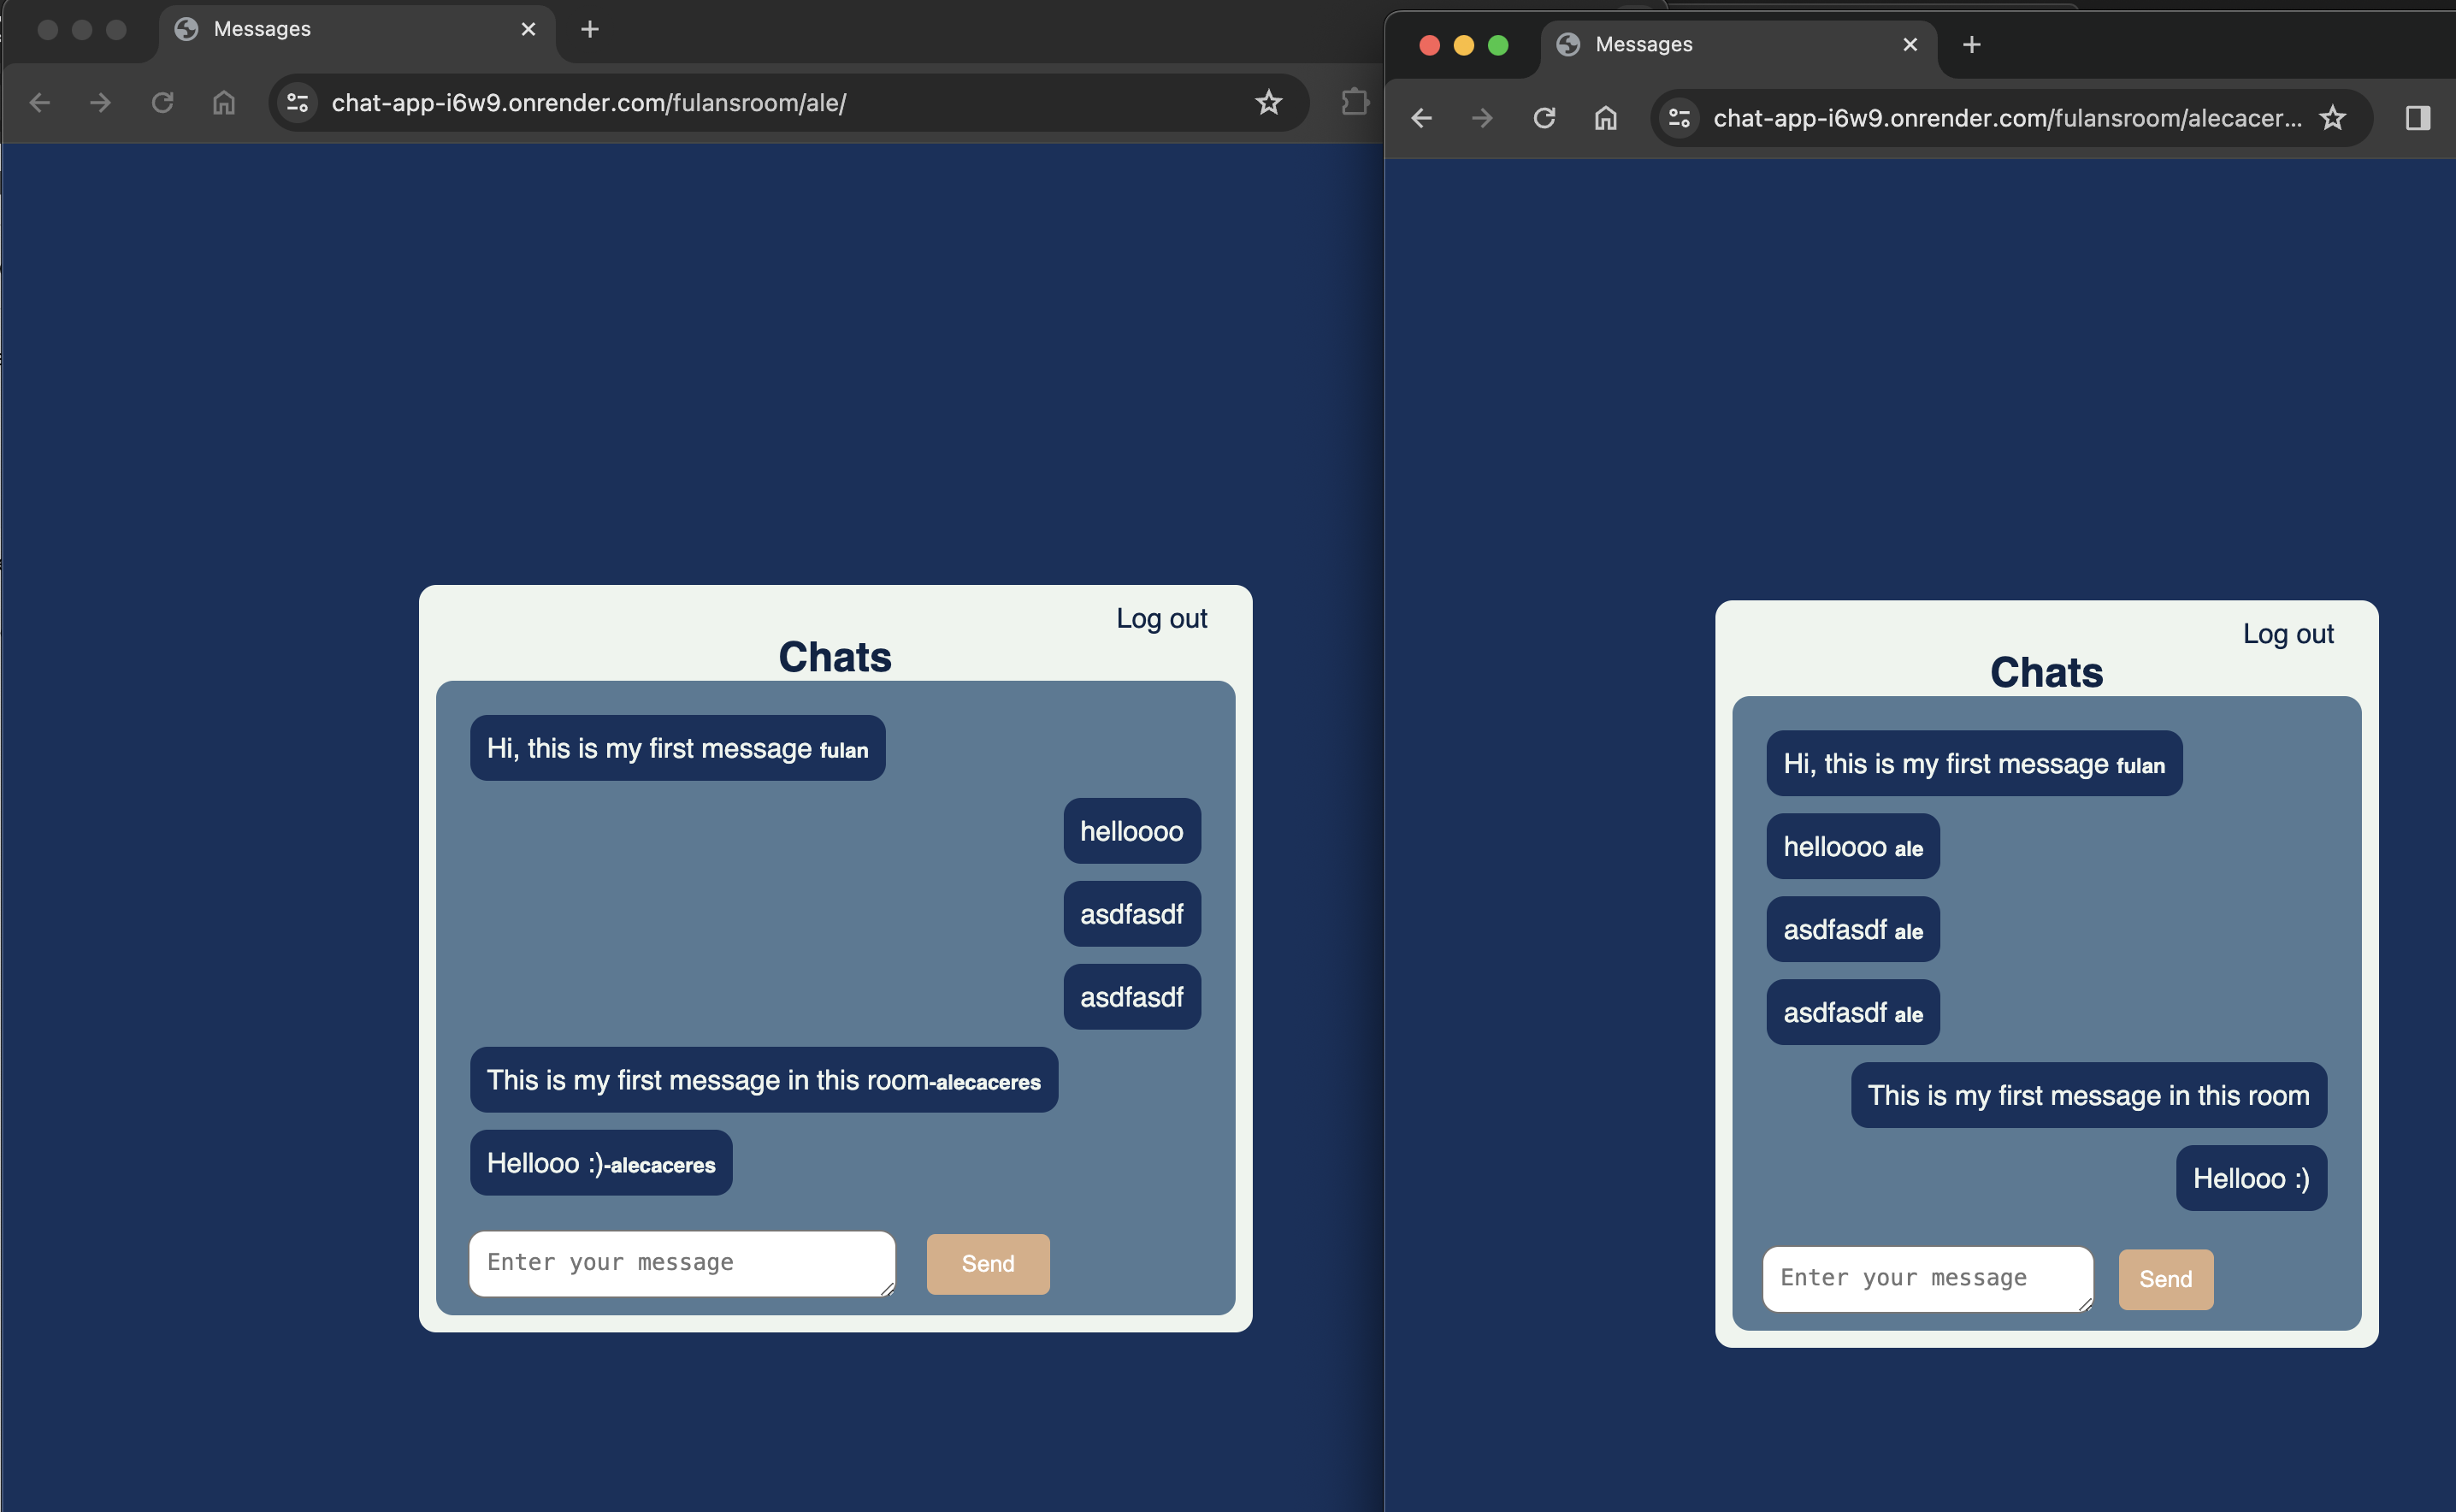 Messages
chat-app-i6w9.onrender.com/fulansroom/ale/
Log out
Chats
Hi, this is my first message fulan
helloooo
asdfasdf
asdfasdf
This is my first message in this room-alecaceres
Hellooo :)-alecaceres
Enter your message
Send
Messages
chat-app-i6w9.onrender.com/fulansroom/alecacer...
Log out
Chats
Hi, this is my first message fulan
helloooo ale
asdfasdf ale
asdfasdf ale
This is my first message in this room
Hellooo :)
Enter your message
Send